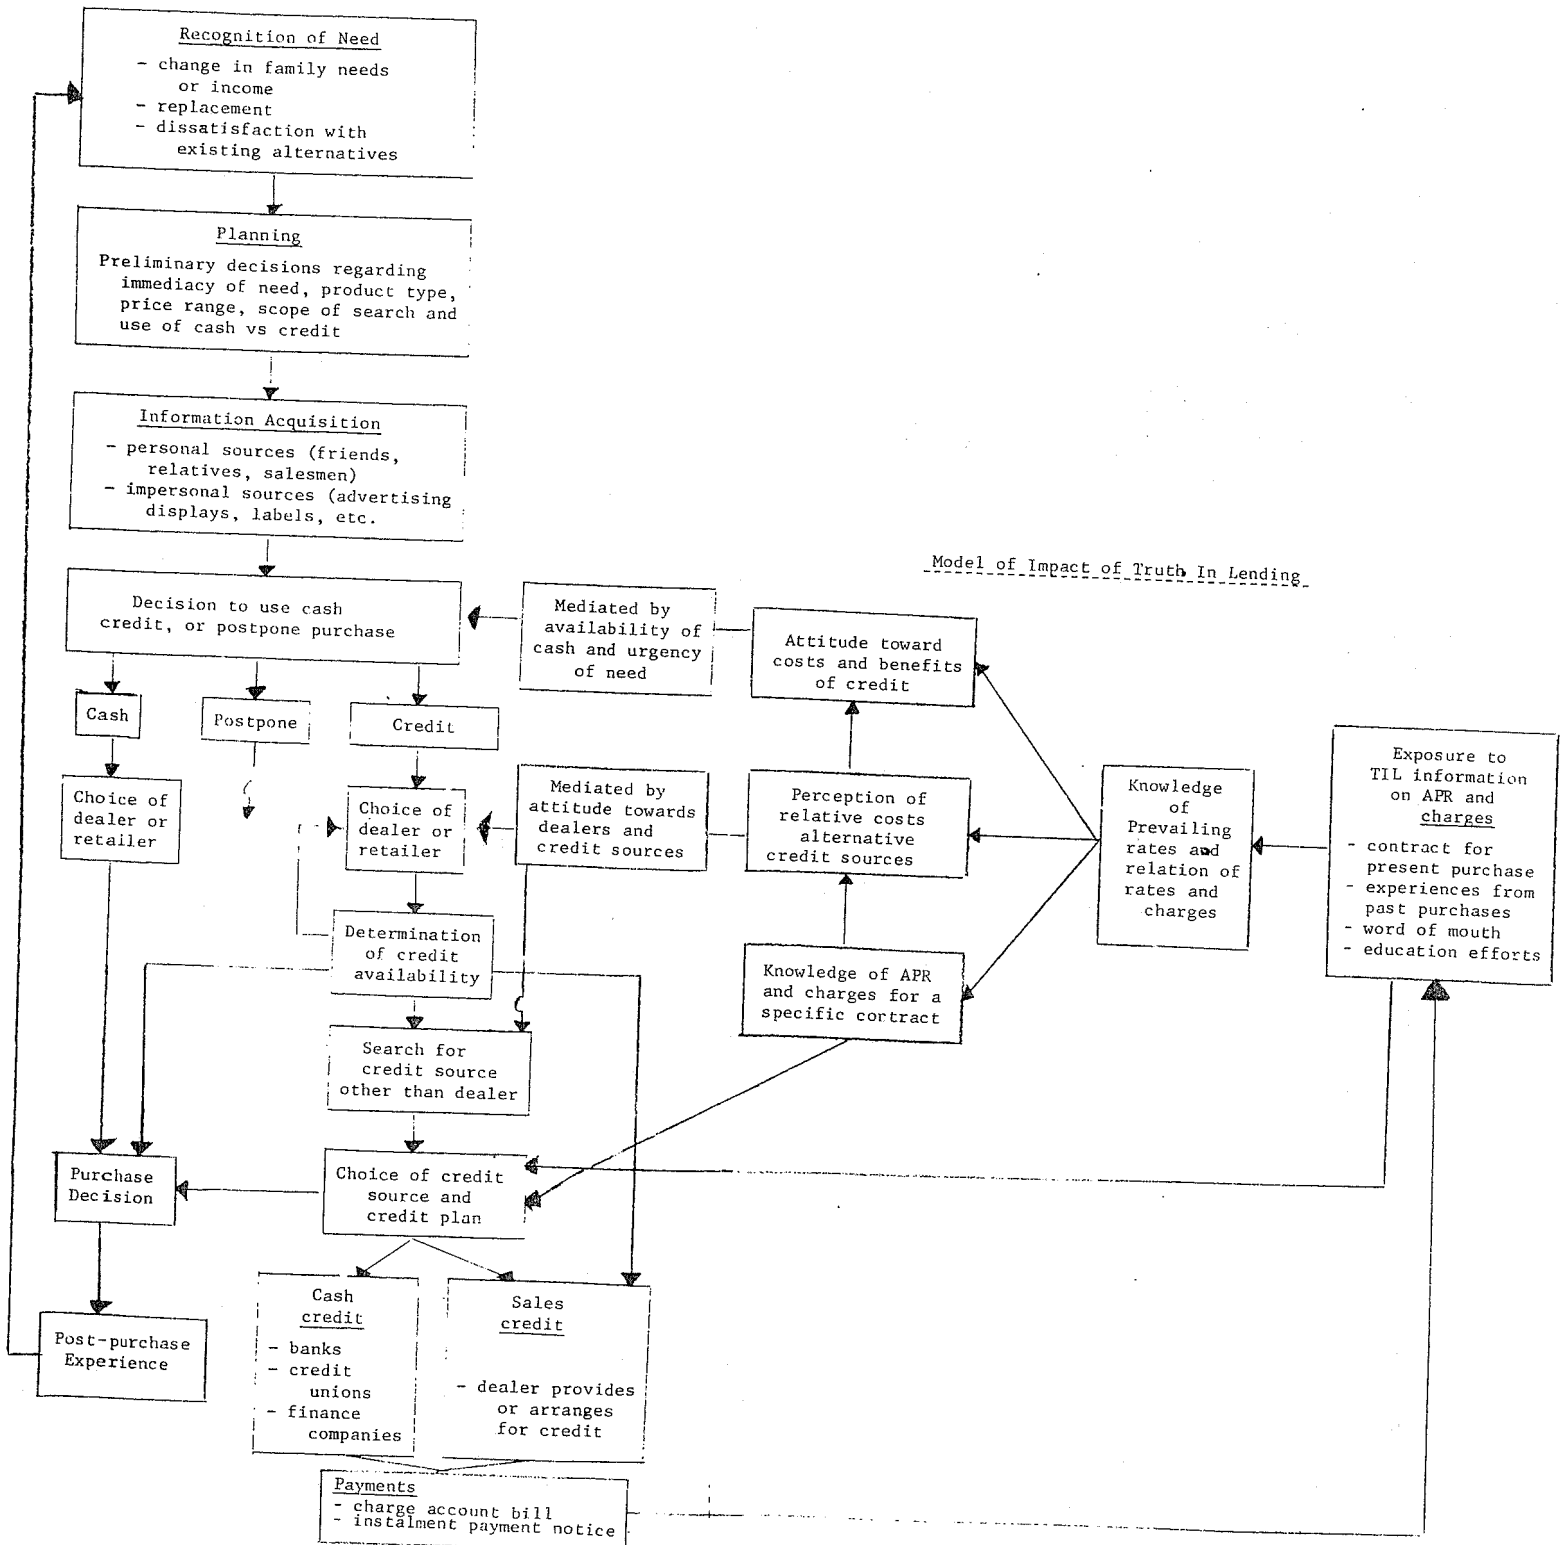 Recognition of Need
- change in family needs
or income
- replacement
- dissatisfaction with
existing alternatives
Planning
Preliminary decisions regarding
immediacy of need, product type,
price range, scope of search and
use of cash vs credit
Information Acquisition
- personal sources (friends,
relatives, salesmen)
- impersonal sources (advertising
displays, labels, etc.
Model of Impact of Truth In Lending
Decision to use cash
credit, or postpone purchase
Mediated by
availability of
cash and urgency
of need
Attitude toward
costs and benefits
of credit
Cash
Postpone
Credit
Choice of
dealer or
retailer
Choice of
dealer or
retailer
Mediated by
attitude towards
dealers and
credit sources
Perception of
relative costs
alternative
credit sources
Knowledge
of
Prevailing
rates and
relation of
rates and
charges
Exposure to
TIL information
on APR and
charges
- contract for
present purchase
- experiences from
past purchases
- word of mouth
- education efforts
Determination
of credit
availability
Knowledge of APR
and charges for a
specific contract
Search for
credit source
other than dealer
Purchase
Decision
Choice of credit
source and
credit plan
Post-purchase
Experience
Cash
credit
- banks
- credit
unions
- finance
companies
Sales
credit
- dealer provides
or arranges
for credit
Payments
- charge account bill
- instalment payment notice